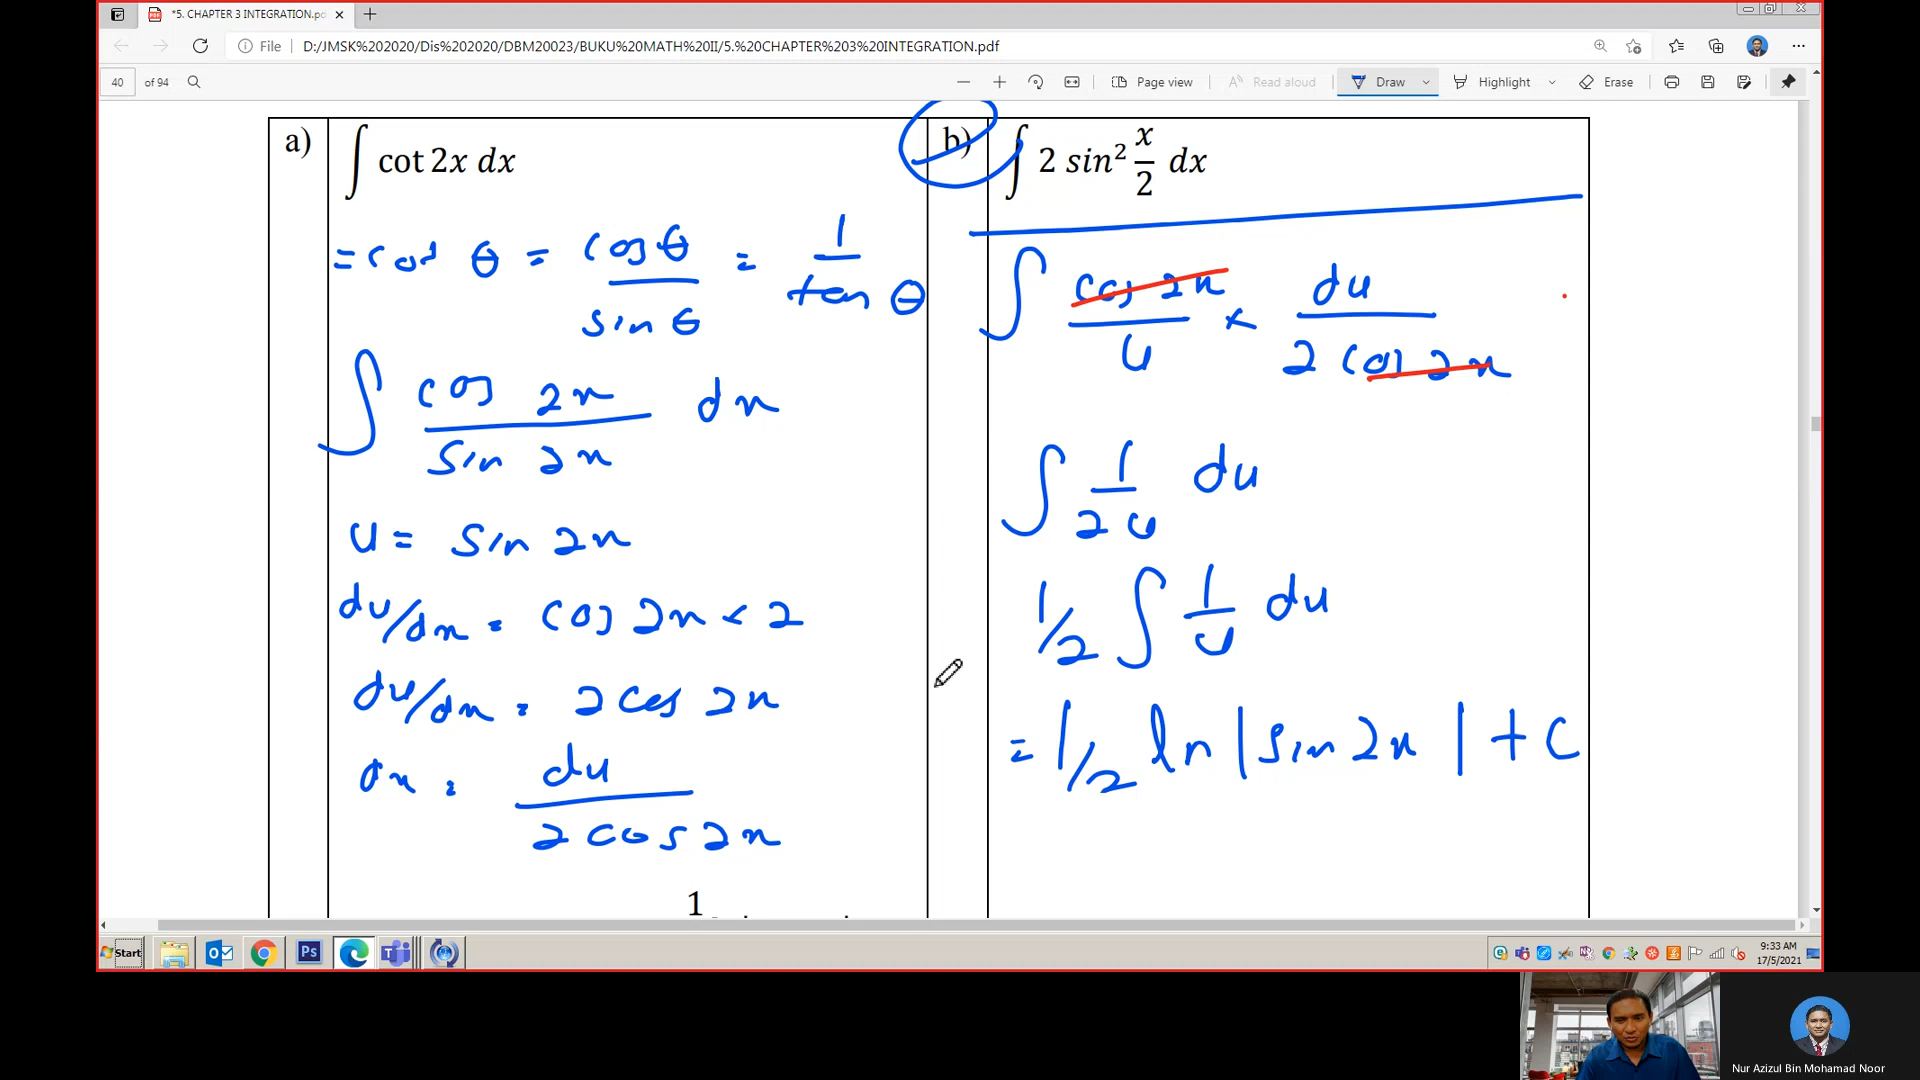 *5. CHAPTER 3 INTEGRATION.pd
File D:/JMSK%202020/Dis%202020/DBM20023/BUKU%20MATH%20II/5.%20CHAPTER%203%20INTEGRATION.pdf
40 of 94 Page view Read aloud Draw Highlight Erase
a) ∫ cot 2x dx
= cot θ = cos θ / sin θ = 1 / tan θ
∫ cos 2x / sin 2x dx
u = sin 2x
du/dx = cos 2x × 2
du/dx = 2 cos 2x
dx = du / 2 cos 2x
1
b) ∫ 2 sin² x/2 dx
∫ cos 2x / u × du / 2 cos 2x
∫ 1 / 2u du
1/2 ∫ 1/u du
= 1/2 ln |sin 2x| + c
Start
Ps
9:33 AM
17/5/2021
Nur Azizul Bin Mohamad Noor